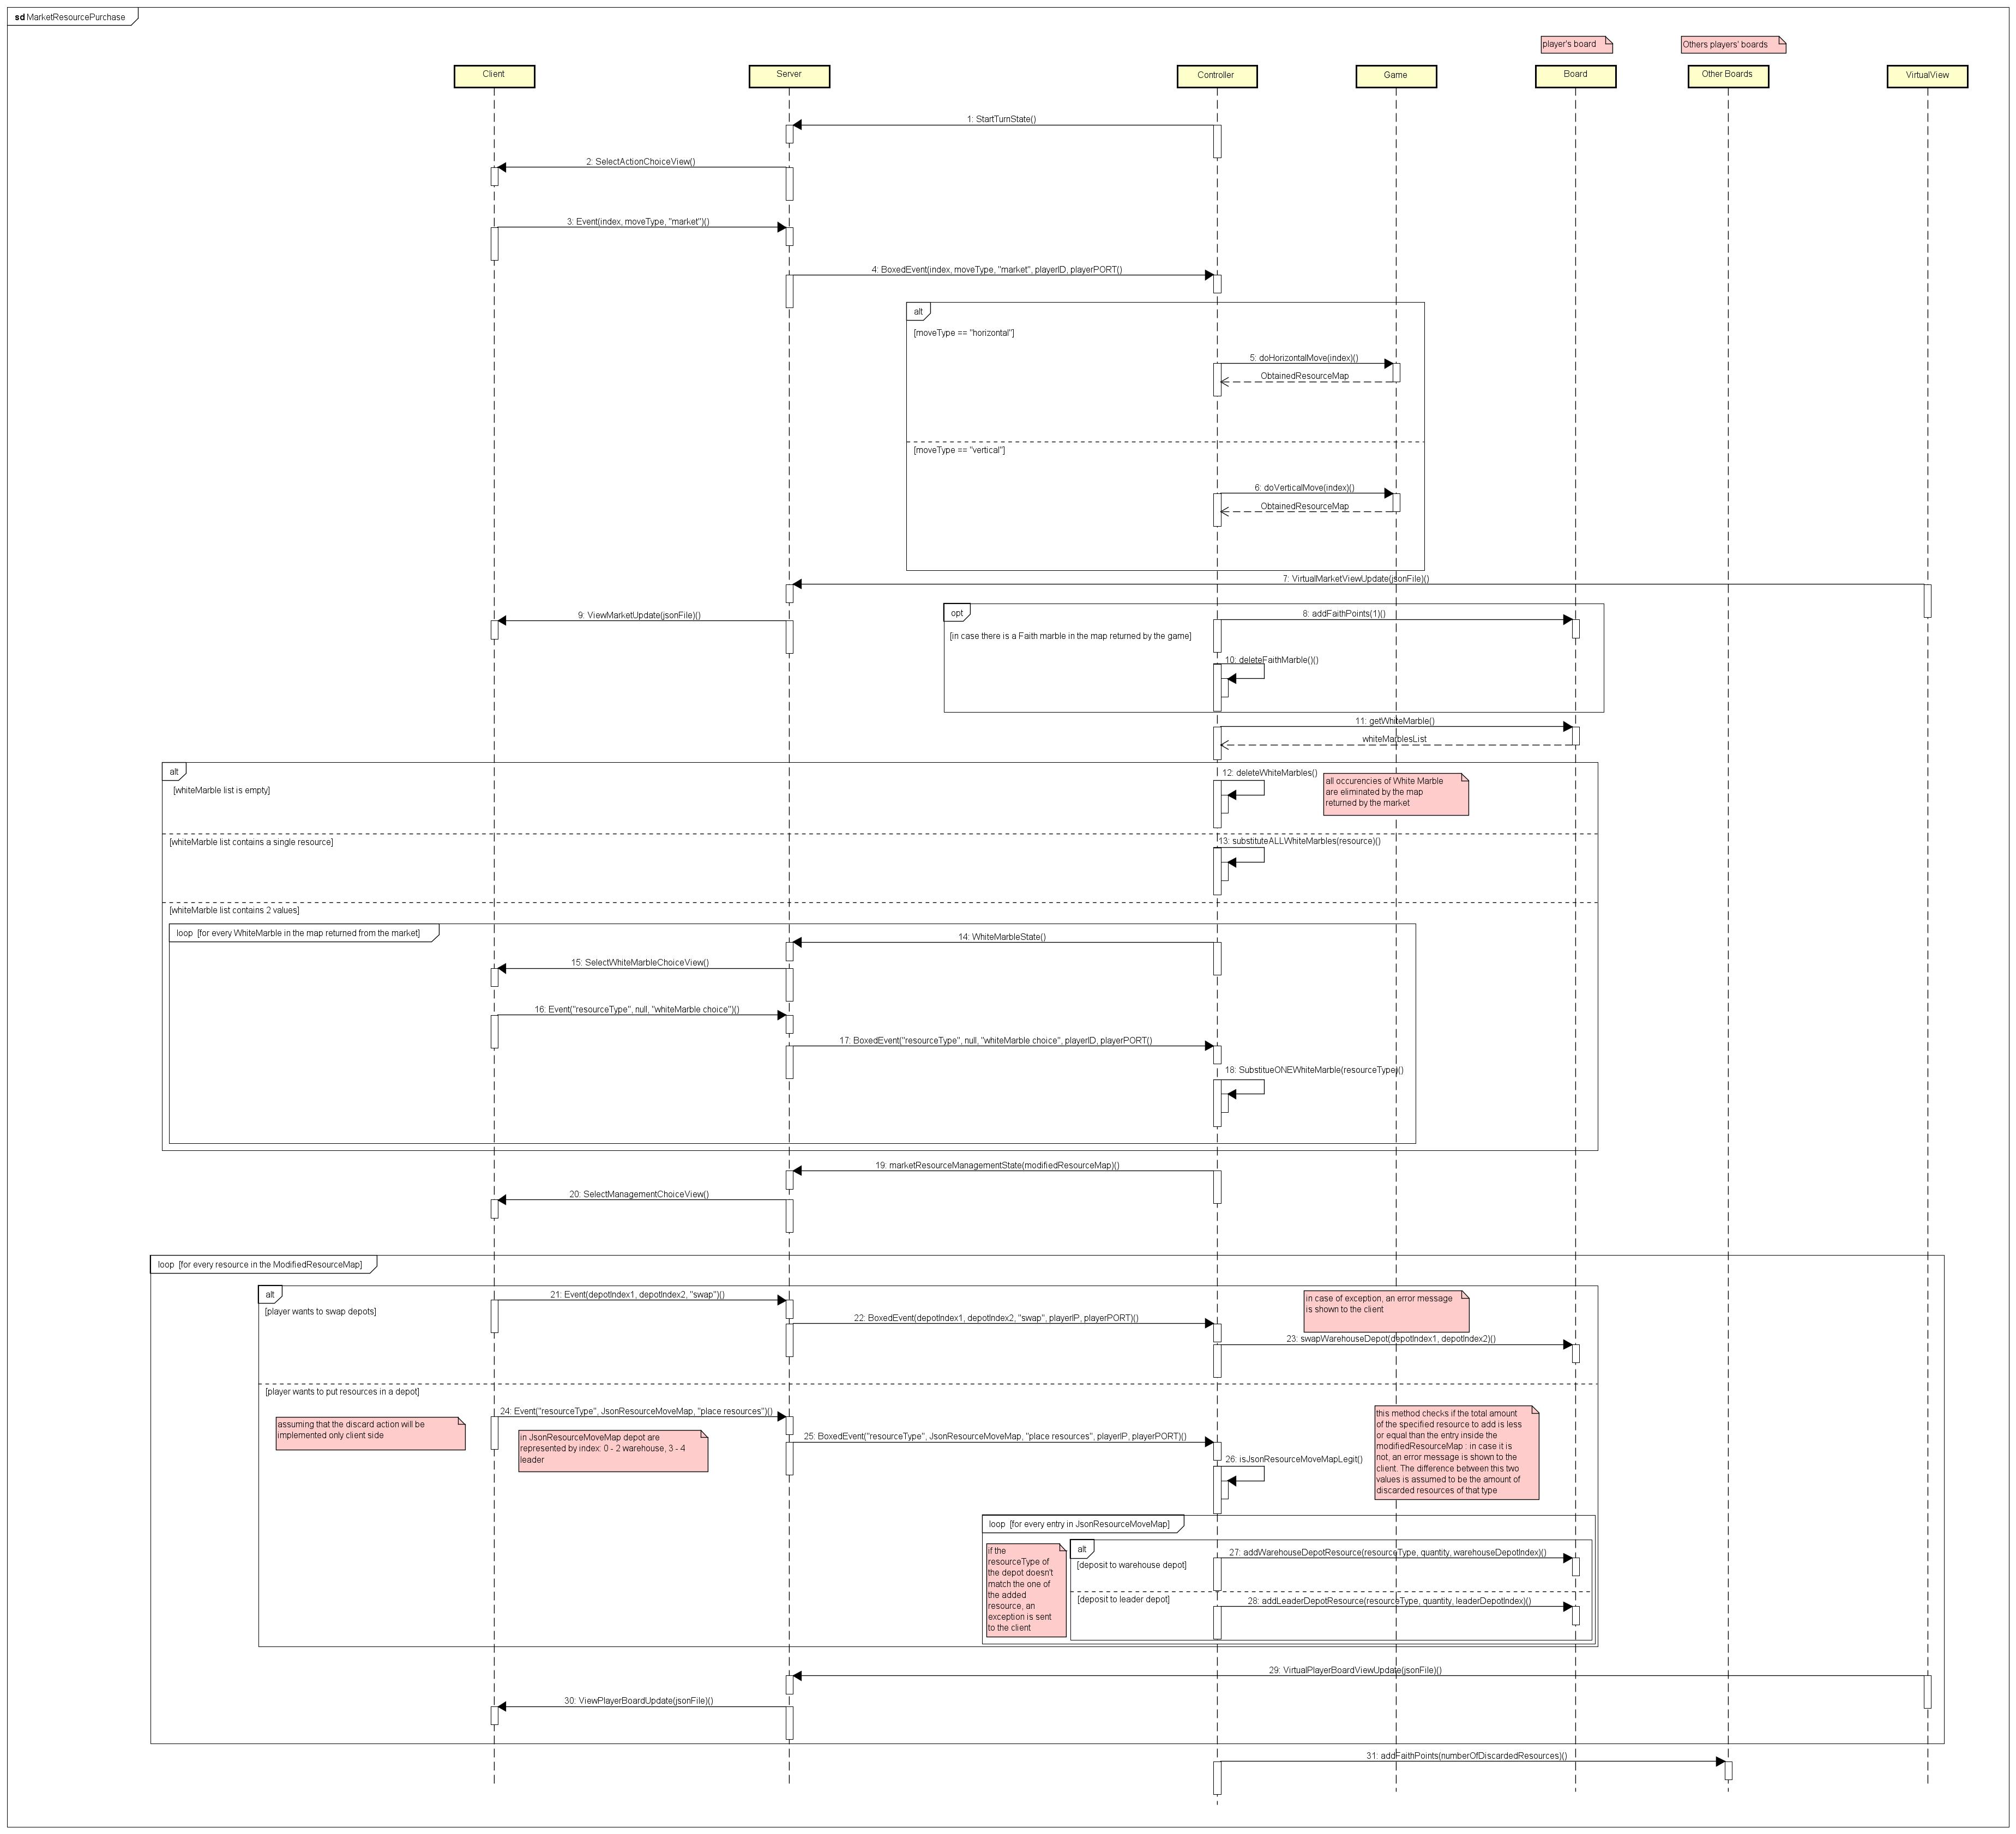 sd MarketResourcePurchase
player's board
Others players' boards
Client
Server
Controller
Game
Board
Other Boards
VirtualView
1: StartTurnState()
2: SelectActionChoiceView()
3: Event(index, moveType, "market")()
4: BoxedEvent(index, moveType, "market", playerID, playerPORT()
alt
[moveType == "horizontal"]
5: doHorizontalMove(index)()
ObtainedResourceMap
[moveType == "vertical"]
6: doVerticalMove(index)()
ObtainedResourceMap
7: VirtualMarketViewUpdate(jsonFile)()
opt
8: addFaithPoints(1)()
9: ViewMarketUpdate(jsonFile)()
[in case there is a Faith marble in the map returned by the game]
10: deleteFaithMarble()()
11: getWhiteMarble()
whiteMarblesList
alt
[whiteMarble list is empty]
12: deleteWhiteMarbles()
all occurencies of White Marble
are eliminated by the map
returned by the market
[whiteMarble list contains a single resource]
13: substituteALLWhiteMarbles(resource)()
[whiteMarble list contains 2 values]
loop [for every WhiteMarble in the map returned from the market]
14: WhiteMarbleState()
15: SelectWhiteMarbleChoiceView()
16: Event("resourceType", null, "whiteMarble choice")()
17: BoxedEvent("resourceType", null, "whiteMarble choice", playerID, playerPORT()
18: SubstitueONEWhiteMarble(resourceType)()
19: marketResourceManagementState(modifiedResourceMap)()
20: SelectManagementChoiceView()
loop [for every resource in the ModifiedResourceMap]
alt
[player wants to swap depots]
21: Event(depotIndex1, depotIndex2, "swap")()
in case of exception, an error message
is shown to the client
22: BoxedEvent(depotIndex1, depotIndex2, "swap", playerIP, playerPORT)()
23: swapWarehouseDepot(depotIndex1, depotIndex2)()
[player wants to put resources in a depot]
assuming that the discard action will be
implemented only client side
24: Event("resourceType", JsonResourceMoveMap, "place resources")()
in JsonResourceMoveMap depot are
represented by index: 0 - 2 warehouse, 3 - 4
leader
25: BoxedEvent("resourceType", JsonResourceMoveMap, "place resources", playerIP, playerPORT)()
this method checks if the total amount
of the specified resource to add is less
or equal than the entry inside the
modifiedResourceMap : in case it is
not, an error message is shown to the
client. The difference between this two
values is assumed to be the amount of
discarded resources of that type
26: isJsonResourceMoveMapLegit()
loop [for every entry in JsonResourceMoveMap]
if the
resourceType of
the depot doesn't
match the one of
the added
resource, an
exception is sent
to the client
alt
[deposit to warehouse depot]
27: addWarehouseDepotResource(resourceType, quantity, warehouseDepotIndex)()
[deposit to leader depot]
28: addLeaderDepotResource(resourceType, quantity, leaderDepotIndex)()
29: VirtualPlayerBoardViewUpdate(jsonFile)()
30: ViewPlayerBoardUpdate(jsonFile)()
31: addFaithPoints(numberOfDiscardedResources)()